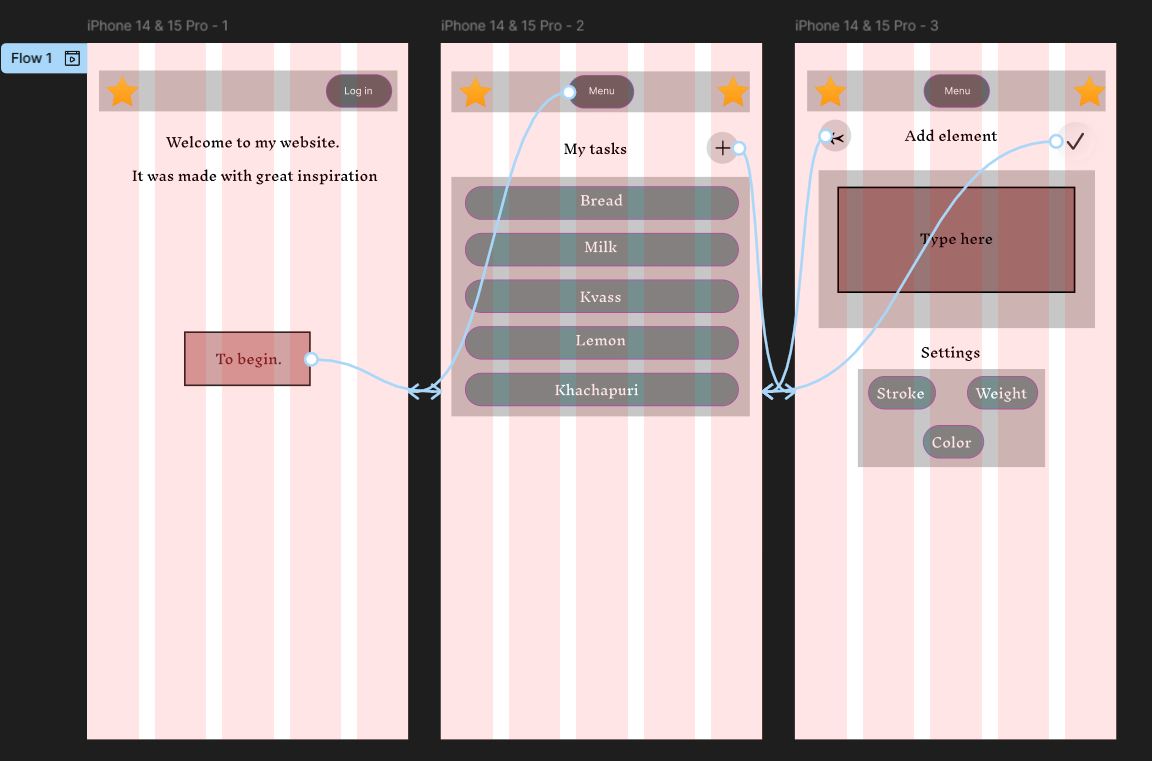 iPhone 14 & 15 Pro - 1
iPhone 14 & 15 Pro - 2
iPhone 14 & 15 Pro - 3
Flow 1
Log in
Welcome to my website.
It was made with great inspiration
To begin.
Menu
My tasks
Bread
Milk
Kvass
Lemon
Khachapuri
Menu
Add element
Type here
Settings
Stroke
Weight
Color